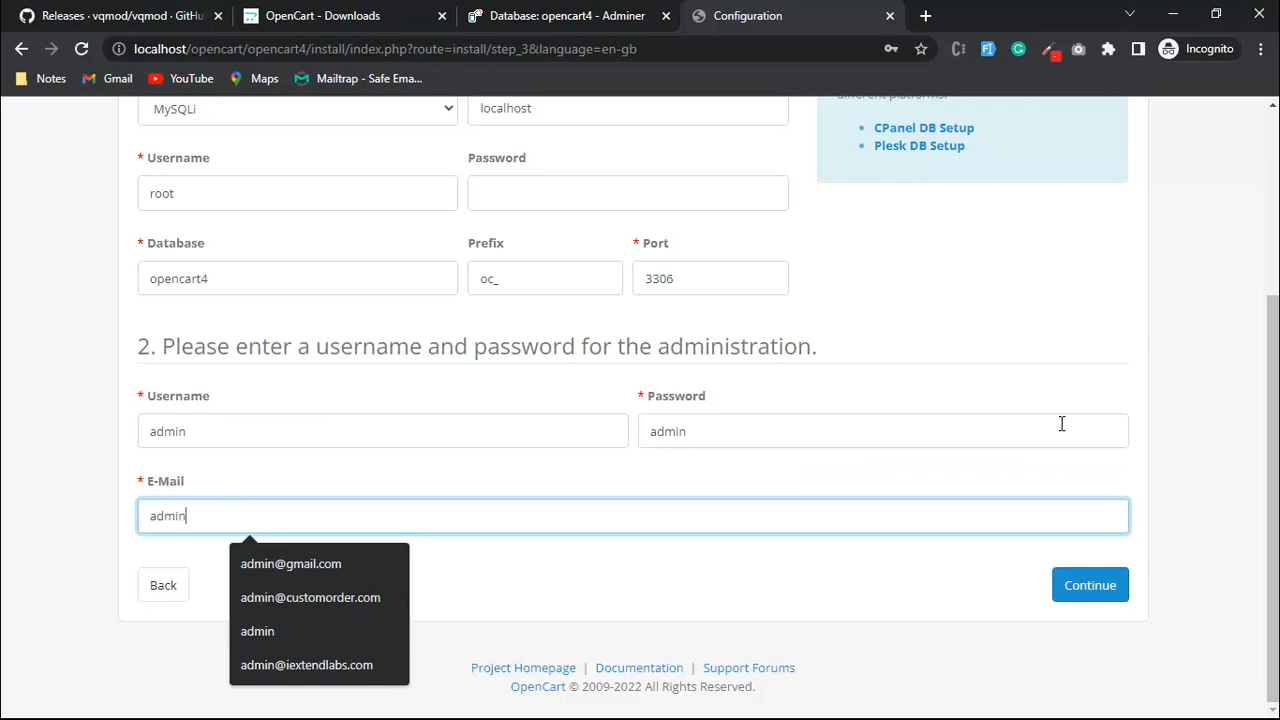 Releases · vqmod/vqmod · GitHu
OpenCart - Downloads
Database: opencart4 - Adminer
Configuration
localhost/opencart/opencart4/install/index.php?route=install/step_3&language=en-gb
Incognito
Notes
Gmail
YouTube
Maps
Mailtrap - Safe Ema...
different platforms.
MySQLi
localhost
• CPanel DB Setup
• Plesk DB Setup
* Username
Password
root
* Database
Prefix
* Port
opencart4
oc_
3306
2. Please enter a username and password for the administration.
* Username
* Password
admin
admin
* E-Mail
admin
admin@gmail.com
admin@customorder.com
admin
admin@iextendlabs.com
Back
Continue
Project Homepage | Documentation | Support Forums
OpenCart © 2009-2022 All Rights Reserved.